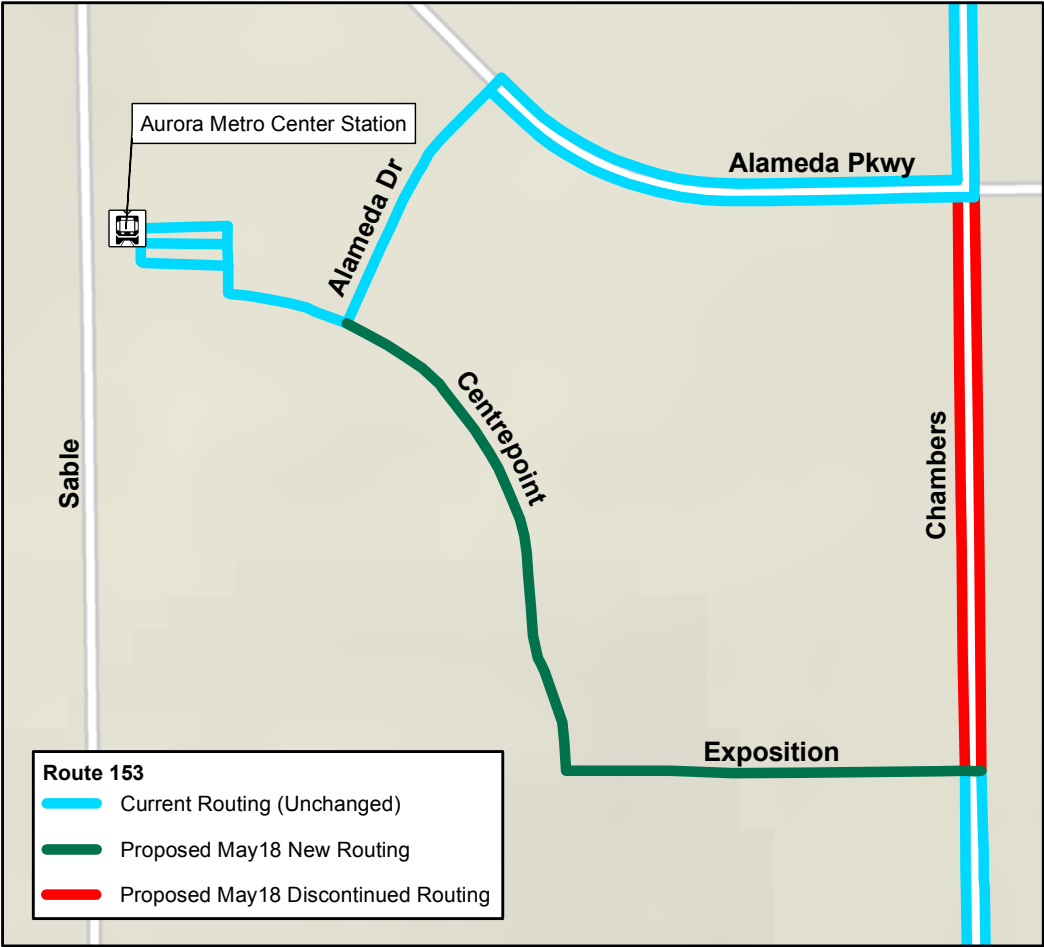 Aurora Metro Center Station
Alameda Pkwy
Alameda Dr
Centrepoint
Sable
Chambers
Exposition
Route 153
Current Routing (Unchanged)
Proposed May18 New Routing
Proposed May18 Discontinued Routing